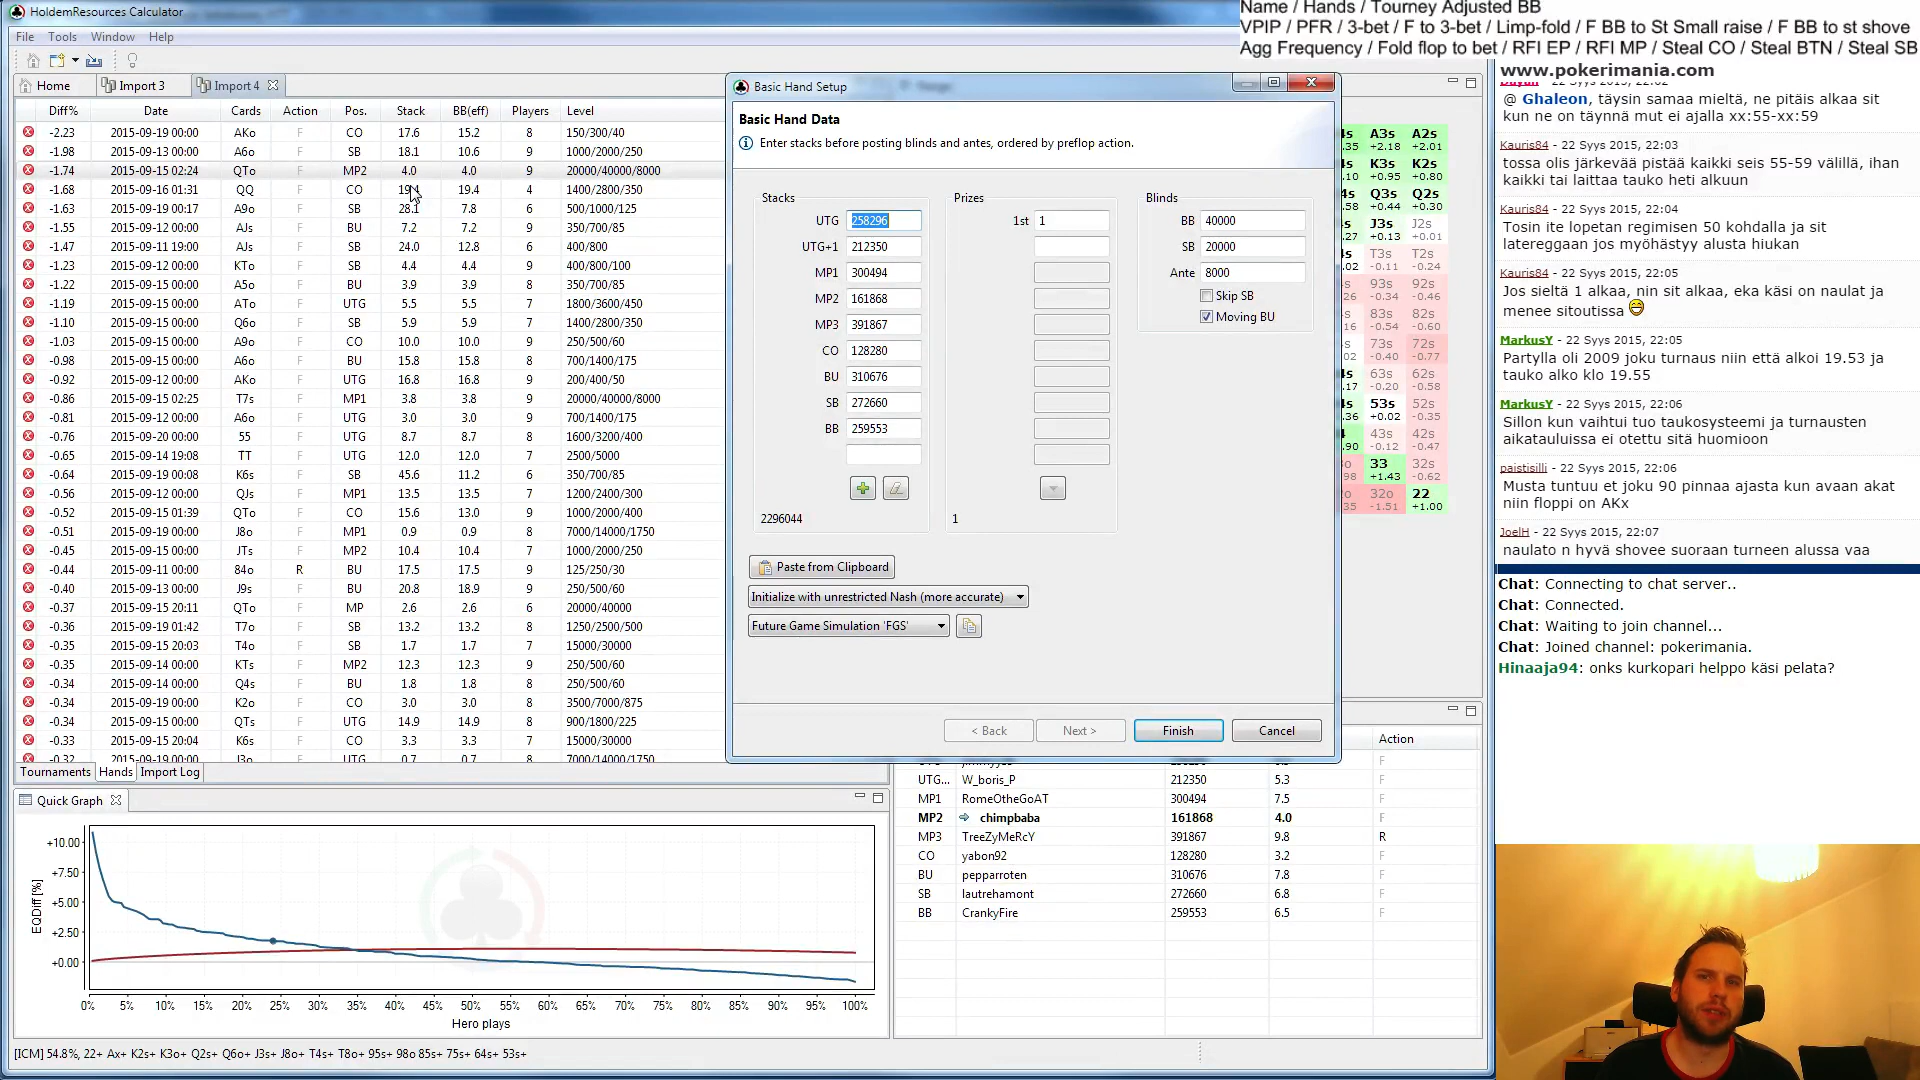 HoldemResources Calculator
File Tools Window Help
Home Import 3 Import 4
Diff% Date Cards Action Pos. Stack BB(eff) Players Level
-2.23 2015-09-19 00:00 AKo F CO 17.6 15.2 8 150/300/40
-1.98 2015-09-13 00:00 A6o F SB 18.1 10.6 9 1000/2000/250
-1.74 2015-09-15 02:24 QTo F MP2 4.0 4.0 9 20000/40000/8000
-1.68 2015-09-16 01:31 QQ F CO 19.4 4 1400/2800/350
-1.63 2015-09-19 00:17 A9o F SB 28.1 7.8 6 500/1000/125
-1.55 2015-09-12 00:00 AJs F BU 7.2 7.2 9 350/700/85
-1.47 2015-09-11 19:00 AJs F SB 24.0 12.8 6 400/800
-1.23 2015-09-12 00:00 KTo F SB 4.4 4.4 9 400/800/100
-1.22 2015-09-12 00:00 A5o F BU 3.9 3.9 8 350/700/85
-1.19 2015-09-15 00:00 ATo F UTG 5.5 5.5 7 1800/3600/450
-1.10 2015-09-15 00:00 Q6o F SB 5.9 5.9 7 1400/2800/350
-1.03 2015-09-15 00:00 A9o F CO 10.0 10.0 9 250/500/60
-0.98 2015-09-12 00:00 A6o F BU 15.8 15.8 8 700/1400/175
-0.92 2015-09-12 00:00 AKo F UTG 16.8 16.8 9 200/400/50
-0.86 2015-09-15 02:25 T7s F MP1 3.8 3.8 9 20000/40000/8000
-0.81 2015-09-12 00:00 A6o F UTG 3.0 3.0 9 700/1400/175
-0.76 2015-09-20 00:00 55 F UTG 8.7 8.7 8 1600/3200/400
-0.65 2015-09-14 19:08 TT F UTG 12.0 12.0 9 2500/5000
-0.64 2015-09-19 00:00 K6s F SB 45.6 11.2 6 350/700/85
-0.56 2015-09-12 00:00 QJs F MP1 13.5 13.5 7 1200/2400/300
-0.52 2015-09-15 01:39 QTo F CO 15.6 13.0 9 1000/2000/400
-0.51 2015-09-19 00:00 J8o F MP1 0.9 0.9 8 7000/14000/1750
-0.45 2015-09-15 00:00 JTs F MP2 10.4 10.4 7 1000/2000/250
-0.44 2015-09-11 00:00 84o R BU 17.5 17.5 8 125/250/30
-0.39 2015-09-13 00:00 J9s F BU 20.8 18.9 9 250/500/60
-0.37 2015-09-15 20:11 QTo F MP 2.6 2.6 6 20000/40000
-0.36 2015-09-19 01:42 T7o F SB 13.2 13.2 6 1250/2500/500
-0.35 2015-09-15 20:03 T4o F SB 1.7 1.7 7 15000/30000
-0.35 2015-09-14 00:00 KTs F MP2 12.3 12.3 9 250/500/60
-0.34 2015-09-14 00:00 Q4s F BU 1.8 1.8 8 250/500/60
-0.34 2015-09-19 00:00 K2o F CO 3.0 3.0 8 3500/7000/875
-0.34 2015-09-15 00:00 QTs F UTG 14.9 14.9 8 900/1800/225
-0.33 2015-09-15 20:04 K6s F CO 3.3 3.3 7 15000/30000
-0.32 2015-09-19 00:00 J3o F UTG 0.7 0.7 8 7000/14000/1750
Tournaments Hands Import Log
Quick Graph
EQDiff [%]
+10.00
+7.50
+5.00
+2.50
+0.00
0% 5% 10% 15% 20% 25% 30% 35% 40% 45% 50% 55% 60% 65% 70% 75% 80% 85% 90% 95% 100%
Hero plays
[ICM] 54.8%, 22+ Ax+ K2s+ K3o+ Q2s+ Q6o+ J3s+ J8o+ T4s+ T8o+ 95s+ 98o 85s+ 75s+ 64s+ 53s+
Basic Hand Setup
Basic Hand Data
Enter stacks before posting blinds and antes, ordered by preflop action.
Stacks Prizes Blinds
UTG 258296 1st 1 BB 40000
UTG+1 212350 SB 20000
MP1 300494 Ante 8000
MP2 161868 Skip SB
MP3 391867 Moving BU
CO 128280
BU 310676
SB 272660
BB 259553
2296044 1
Paste from Clipboard
Initialize with unrestricted Nash (more accurate)
Future Game Simulation 'FGS'
< Back Next > Finish Cancel
4s A3s A2s
.35 +2.18 +2.01
4s K3s K2s
.10 +0.95 +0.80
4s Q3s Q2s
.58 +0.44 +0.30
4s J3s J2s
.27 +0.13 +0.01
4s T3s T2s
.02 -0.11 -0.24
4s 93s 92s
.26 -0.34 -0.46
4s 83s 82s
.16 -0.54 -0.60
4s 73s 72s
.02 -0.40 -0.77
4s 63s 62s
.17 -0.20 -0.58
4s 53s 52s
.36 +0.02 -0.35
4 43s 42s
.90 -0.12 -0.47
3o 33 32s
.98 +1.43 -0.62
2o 32o 22
.35 -1.51 +1.00
Action
UTG... W_boris_P 212350 5.3 F
MP1 RomeOtheGoAT 300494 7.5 F
MP2 chimpbaba 161868 4.0 F
MP3 TreeZyMeRcY 391867 9.8 R
CO yabon92 128280 3.2 F
BU pepparroten 310676 7.8 F
SB lautrehamont 272660 6.8 F
BB CrankyFire 259553 6.5 F
Name / Hands / Tourney Adjusted BB
VPIP / PFR / 3-bet / F to 3-bet / Limp-fold / F BB to St Small raise / F BB to st shove
Agg Frequency / Fold flop to bet / RFI EP / RFI MP / Steal CO / Steal BTN / Steal SB
www.pokerimania.com
@ Ghaleon, täysin samaa mieltä, ne pitäis alkaa sit
kun ne on täynnä mut ei ajalla xx:55-xx:59
Kauris84 - 22 Syys 2015, 22:03
tossa olis järkevää pistää kaikki seis 55-59 välillä, ihan
kaikki tai laittaa tauko heti alkuun
Kauris84 - 22 Syys 2015, 22:04
Tosin ite lopetan regimisen 50 kohdalla ja sit
latereggaan jos myöhästyy alusta hiukan
Kauris84 - 22 Syys 2015, 22:05
Jos sieltä 1 alkaa, nin sit alkaa, eka käsi on naulat ja
menee sitoutissa
MarkusY - 22 Syys 2015, 22:05
Partylla oli 2009 joku turnaus niin että alkoi 19.53 ja
tauko alko klo 19.55
MarkusY - 22 Syys 2015, 22:06
Sillon kun vaihtui tuo taukosysteemi ja turnausten
aikatauluissa ei otettu sitä huomioon
paistisilli - 22 Syys 2015, 22:06
Musta tuntuu et joku 90 pinnaa ajasta kun avaan akat
niin floppi on AKx
JoelH - 22 Syys 2015, 22:07
naulato n hyvä shovee suoraan turneen alussa vaa
Chat: Connecting to chat server..
Chat: Connected.
Chat: Waiting to join channel...
Chat: Joined channel: pokerimania.
Hinaaja94: onks kurkopari helppo käsi pelata?